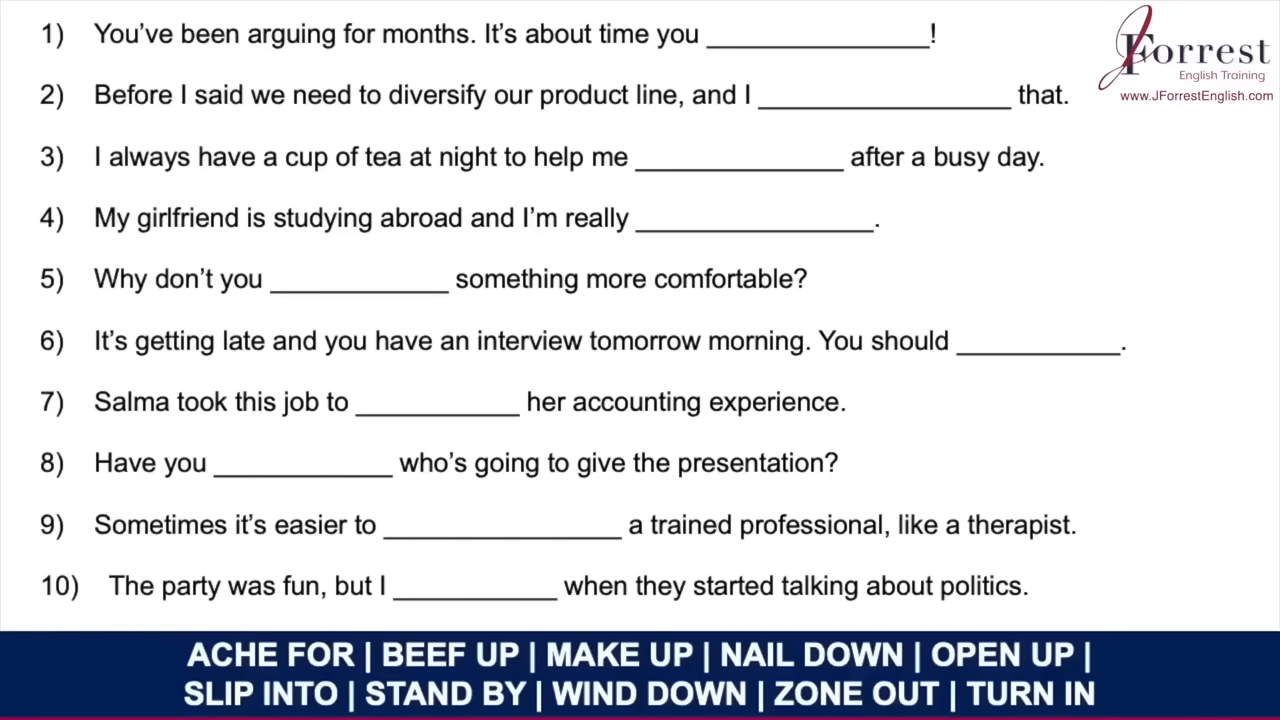 1) You've been arguing for months. It's about time you _______________!
JForrest
English Training
www.JForrestEnglish.com
2) Before I said we need to diversify our product line, and I _________________ that.
3) I always have a cup of tea at night to help me ______________ after a busy day.
4) My girlfriend is studying abroad and I'm really ________________.
5) Why don't you ____________ something more comfortable?
6) It's getting late and you have an interview tomorrow morning. You should ___________.
7) Salma took this job to ___________ her accounting experience.
8) Have you ____________ who's going to give the presentation?
9) Sometimes it's easier to ________________ a trained professional, like a therapist.
10) The party was fun, but I ___________ when they started talking about politics.
ACHE FOR | BEEF UP | MAKE UP | NAIL DOWN | OPEN UP |
SLIP INTO | STAND BY | WIND DOWN | ZONE OUT | TURN IN